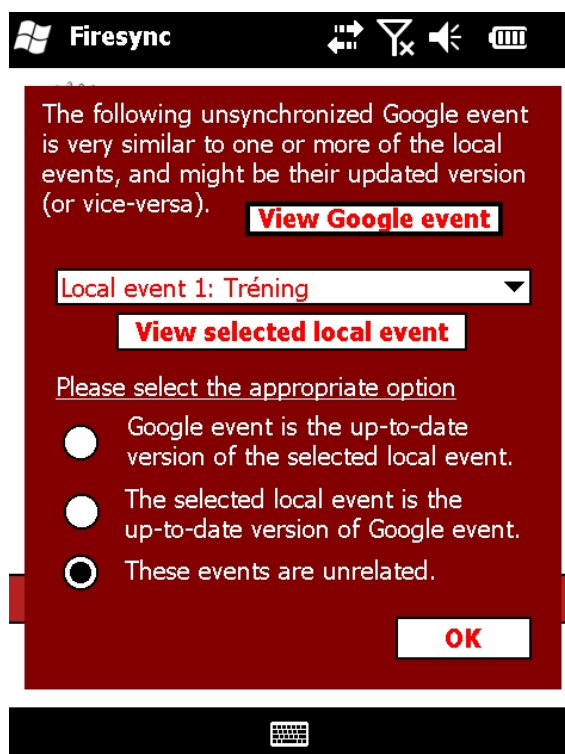 Firesync
The following unsynchronized Google event
is very similar to one or more of the local
events, and might be their updated version
(or vice-versa).
View Google event
Local event 1: Tréning
View selected local event
Please select the appropriate option
Google event is the up-to-date
version of the selected local event.
The selected local event is the
up-to-date version of Google event.
These events are unrelated.
OK